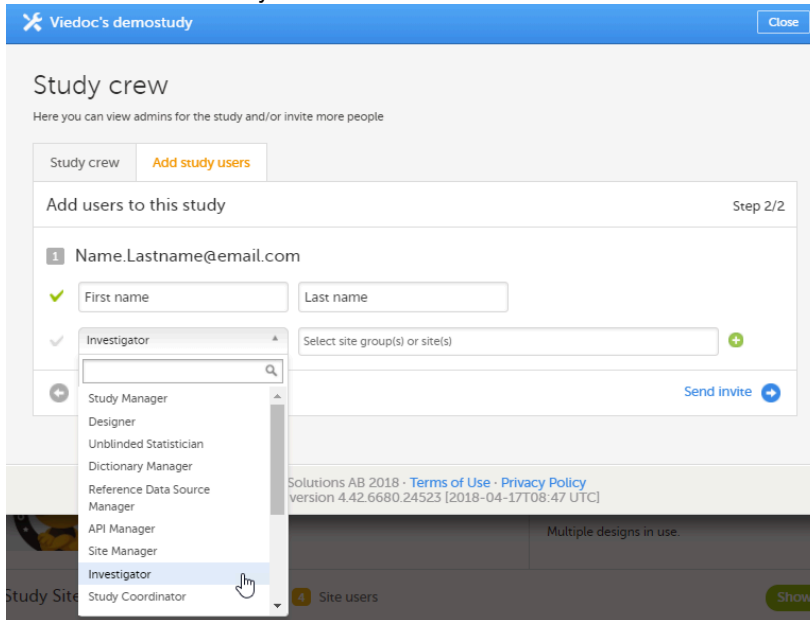 Viedoc's demostudy
Close
Study crew
Here you can view admins for the study and/or invite more people
Study crew
Add study users
Add users to this study
Step 2/2
1 Name.Lastname@email.com
First name
Last name
Investigator
Select site group(s) or site(s)
Send invite
Study Manager
Designer
Unblinded Statistician
Dictionary Manager
Reference Data Source
Manager
API Manager
Site Manager
Investigator
Study Coordinator
Solutions AB 2018 · Terms of Use · Privacy Policy
version 4.42.6680.24523 [2018-04-17T08:47 UTC]
Multiple designs in use.
Study Site
4 Site users
Show